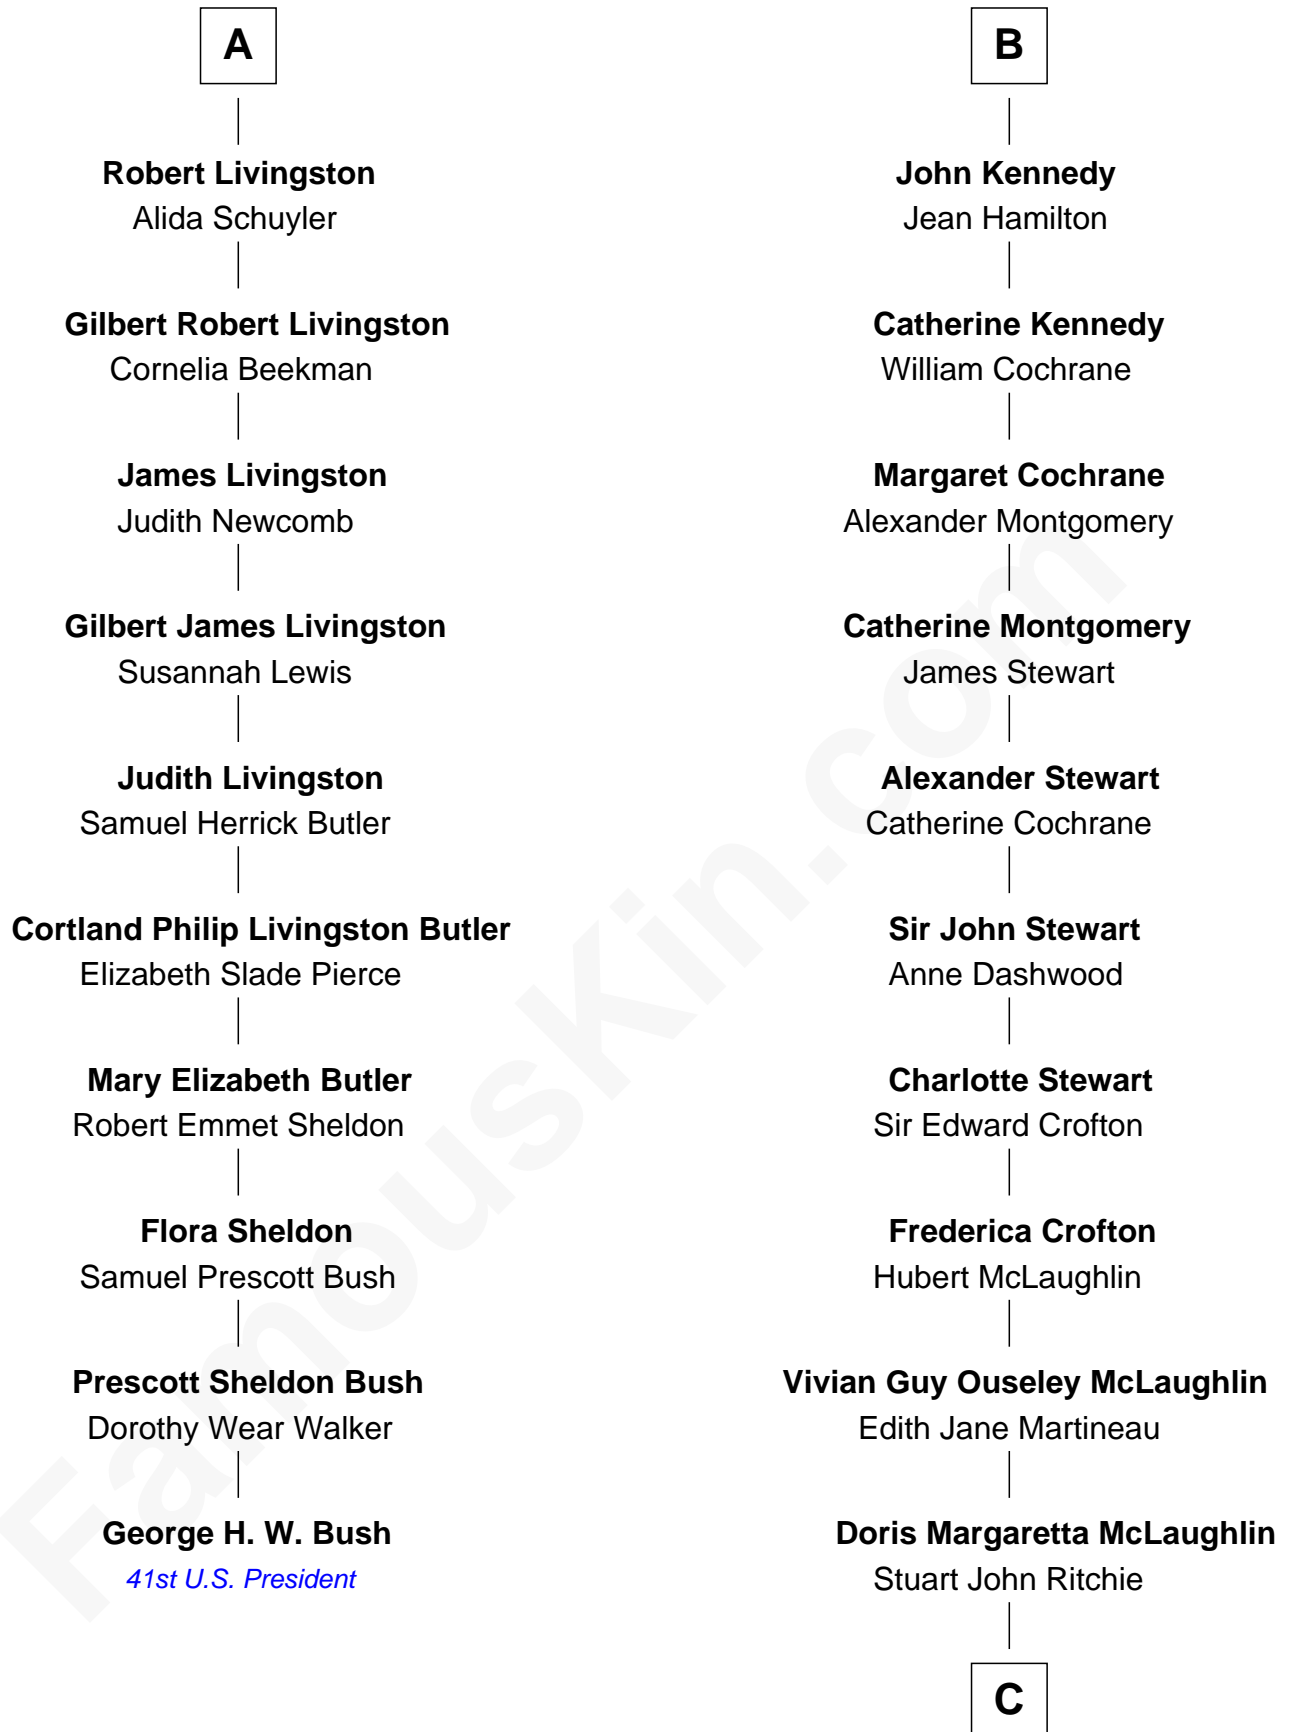 A
Robert Livingston
Alida Schuyler
Gilbert Robert Livingston
Cornelia Beekman
James Livingston
Judith Newcomb
Gilbert James Livingston
Susannah Lewis
Judith Livingston
Samuel Herrick Butler
Cortland Philip Livingston Butler
Elizabeth Slade Pierce
Mary Elizabeth Butler
Robert Emmet Sheldon
Flora Sheldon
Samuel Prescott Bush
Prescott Sheldon Bush
Dorothy Wear Walker
George H. W. Bush
41st U.S. President
B
John Kennedy
Jean Hamilton
Catherine Kennedy
William Cochrane
Margaret Cochrane
Alexander Montgomery
Catherine Montgomery
James Stewart
Alexander Stewart
Catherine Cochrane
Sir John Stewart
Anne Dashwood
Charlotte Stewart
Sir Edward Crofton
Frederica Crofton
Hubert McLaughlin
Vivian Guy Ouseley McLaughlin
Edith Jane Martineau
Doris Margaretta McLaughlin
Stuart John Ritchie
C
FamousKin.com